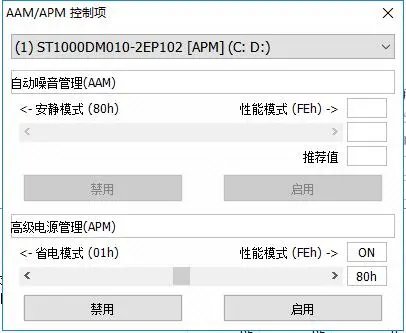 AAM/APM 控制项
(1) ST1000DM010-2EP102 [APM] (C: D:)
自动噪音管理(AAM)
<- 安静模式 (80h) 性能模式 (FEh) ->
推荐值
禁用 启用
高级电源管理(APM)
<- 省电模式 (01h) 性能模式 (FEh) -> ON
80h
禁用 启用